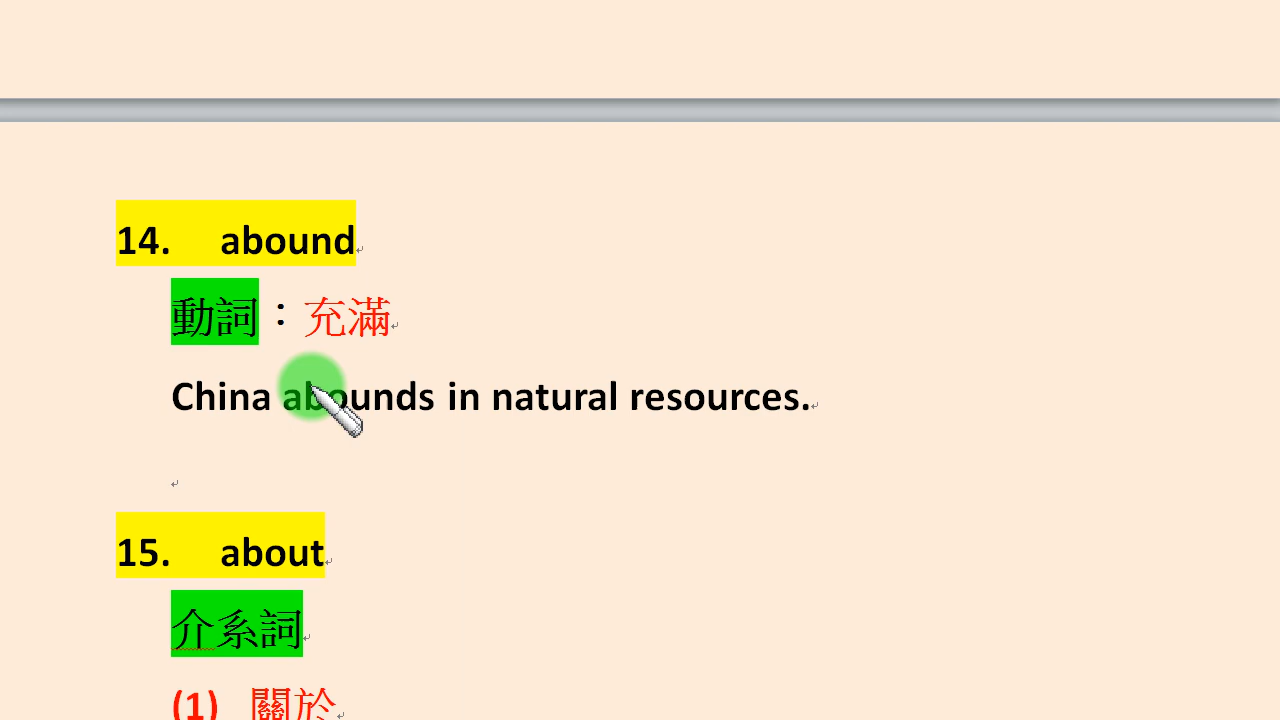 14. abound
動詞：充滿
China abounds in natural resources.
15. about
介系詞
(1) 關於